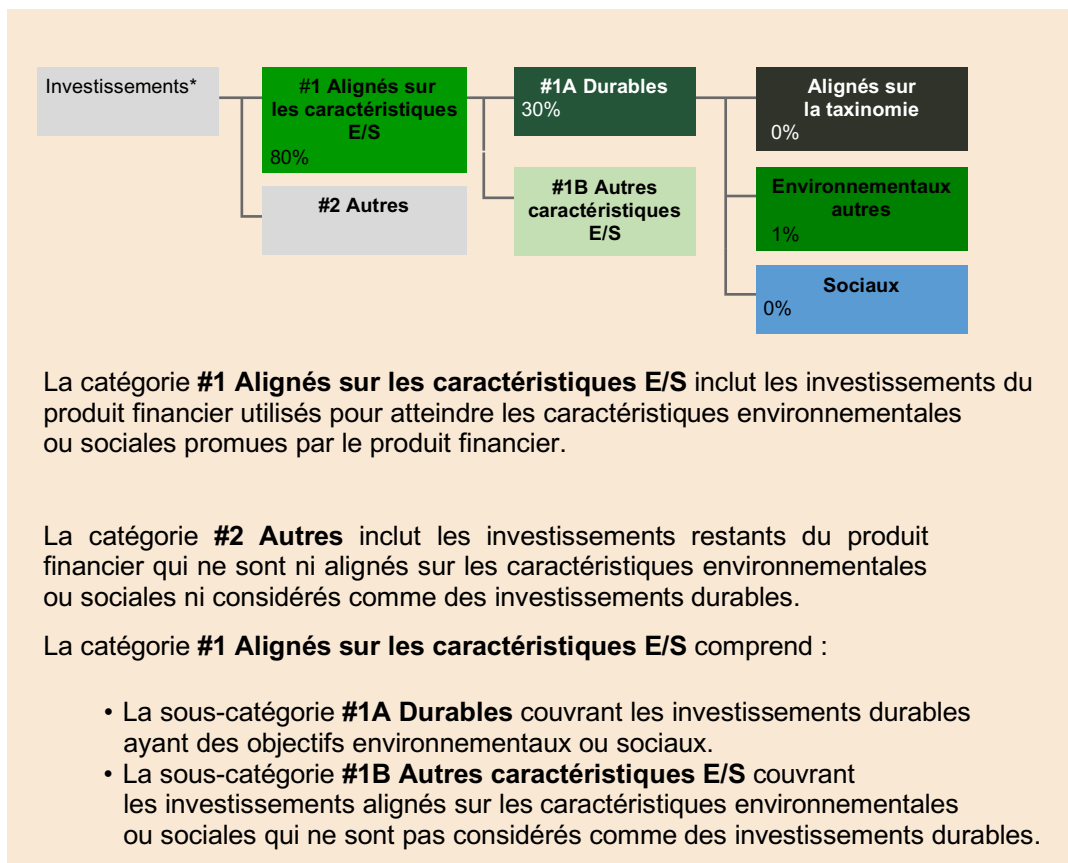 Investissements*
#1 Alignés sur
les caractéristiques
E/S
80%
#2 Autres
#1A Durables
30%
#1B Autres
caractéristiques
E/S
Alignés sur
la taxinomie
0%
Environnementaux
autres
1%
Sociaux
0%
La catégorie #1 Alignés sur les caractéristiques E/S inclut les investissements du
produit financier utilisés pour atteindre les caractéristiques environnementales
ou sociales promues par le produit financier.
La catégorie #2 Autres inclut les investissements restants du produit
financier qui ne sont ni alignés sur les caractéristiques environnementales
ou sociales ni considérés comme des investissements durables.
La catégorie #1 Alignés sur les caractéristiques E/S comprend :
• La sous-catégorie #1A Durables couvrant les investissements durables
ayant des objectifs environnementaux ou sociaux.
• La sous-catégorie #1B Autres caractéristiques E/S couvrant
les investissements alignés sur les caractéristiques environnementales
ou sociales qui ne sont pas considérés comme des investissements durables.